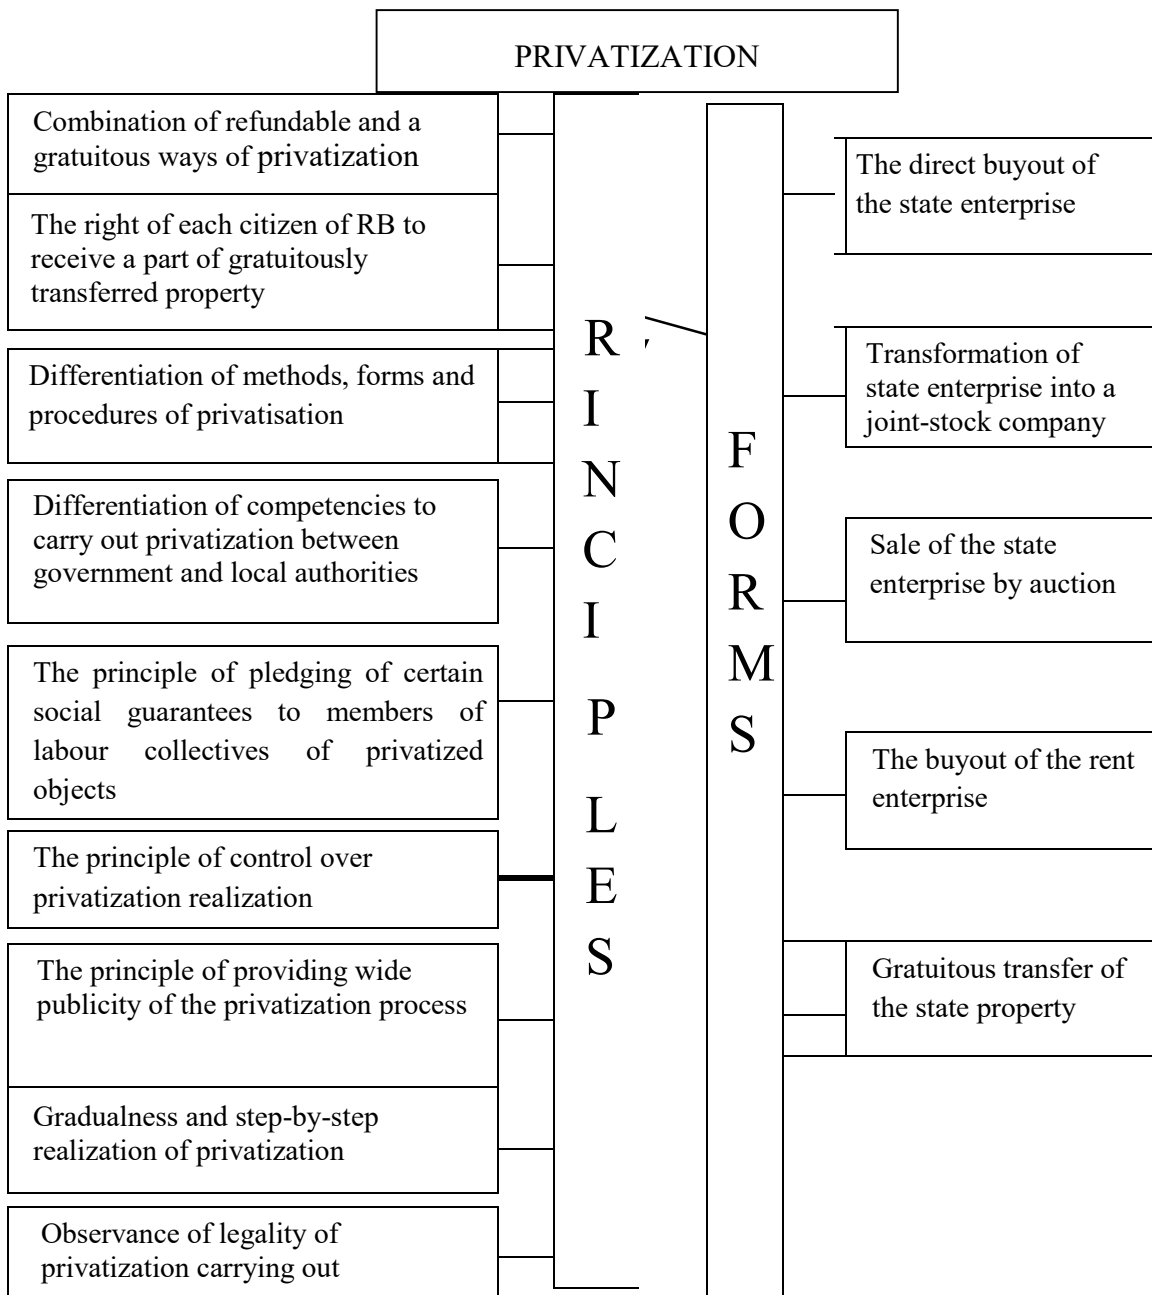 PRIVATIZATION
Combination of refundable and a
gratuitous ways of privatization
The right of each citizen of RB to
receive a part of gratuitously
transferred property
Differentiation of methods, forms and
procedures of privatisation
Differentiation of competencies to
carry out privatization between
government and local authorities
The principle of pledging of certain
social guarantees to members of
labour collectives of privatized
objects
The principle of control over
privatization realization
The principle of providing wide
publicity of the privatization process
Gradualness and step-by-step
realization of privatization
Observance of legality of
privatization carrying out
R
I
N
C
I
P
L
E
S
F
O
R
M
S
The direct buyout of
the state enterprise
Transformation of
state enterprise into a
joint-stock company
Sale of the state
enterprise by auction
The buyout of the rent
enterprise
Gratuitous transfer of
the state property